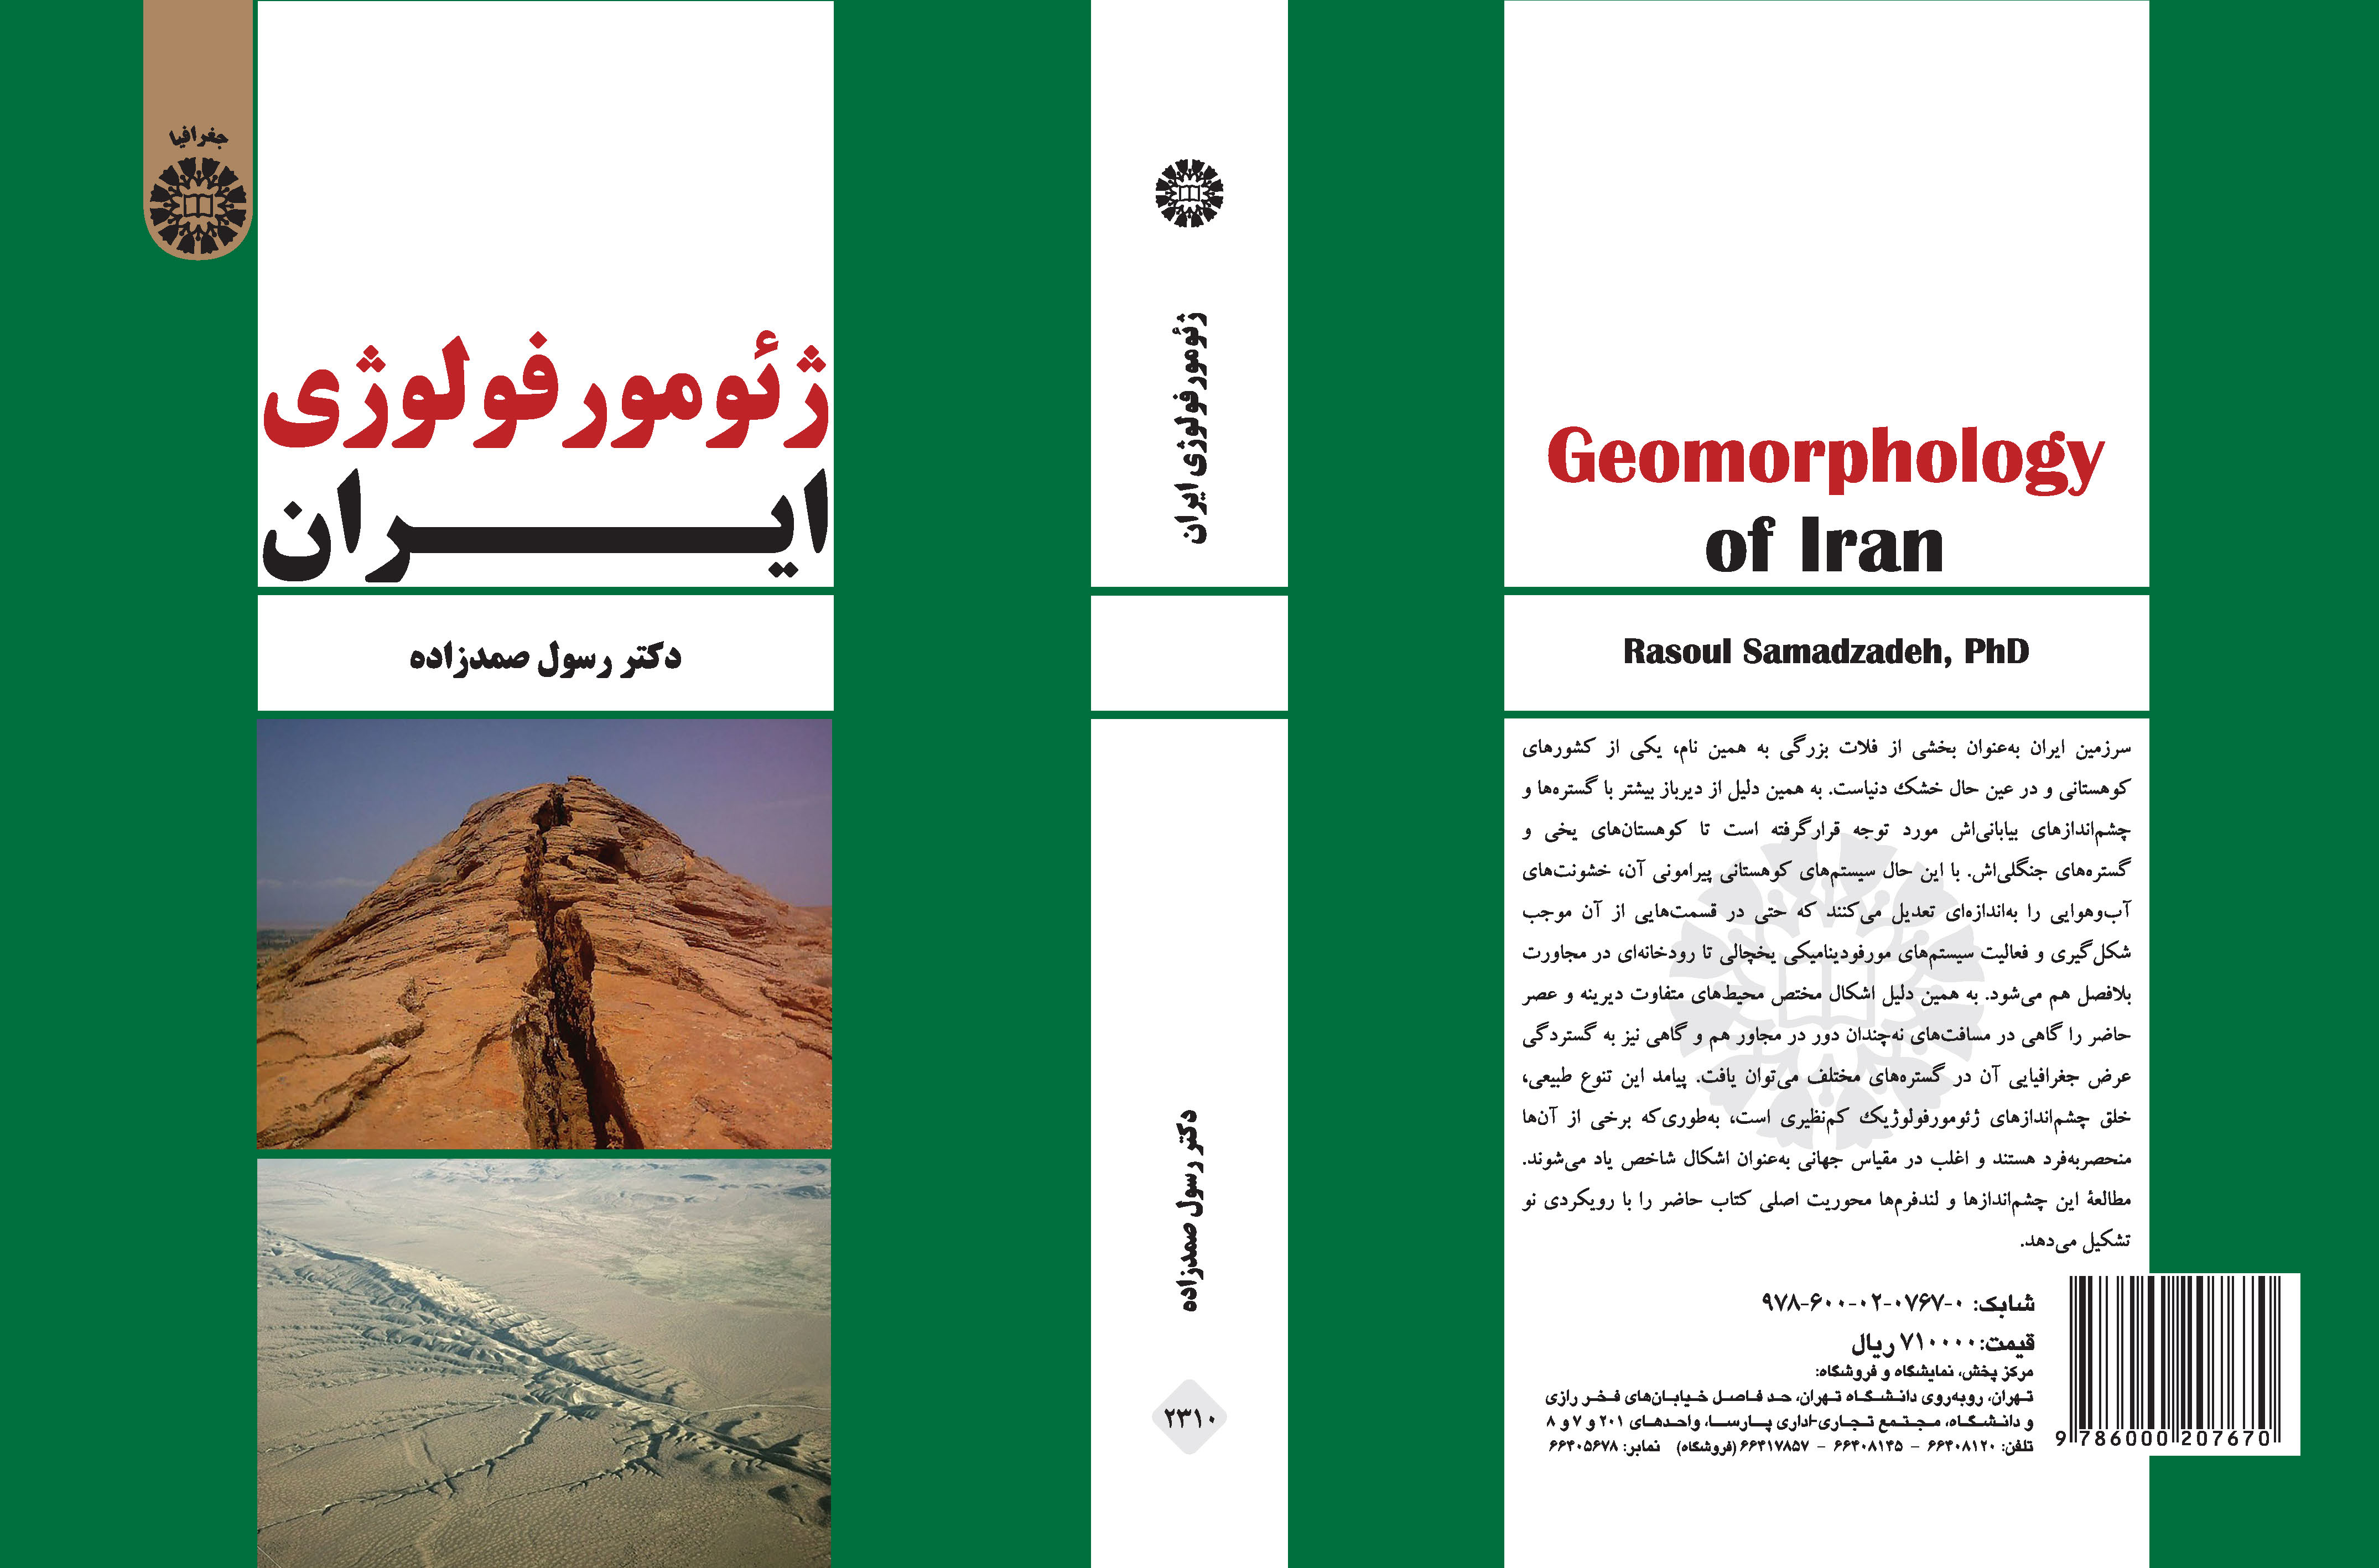 جغرافیا
ژئومورفولوژی
ایران
دکتر رسول صمدزاده
ژئومورفولوژی ایران
دکتر رسول صمدزاده
۲۳۱۰
Geomorphology
of Iran
Rasoul Samadzadeh, PhD
سرزمین ایران به‌عنوان بخشی از فلات بزرگی به همین نام، یکی از کشورهای
کوهستانی و در عین حال خشک دنیاست. به همین دلیل از دیرباز بیشتر با گستره‌ها و
چشم‌اندازهای بیابانی‌اش مورد توجه قرارگرفته است تا کوهستان‌های یخی و
گستره‌های جنگلی‌اش. با این حال سیستم‌های کوهستانی پیرامونی آن، خشونت‌های
آب‌وهوایی را به‌اندازه‌ای تعدیل می‌کنند که حتی در قسمت‌هایی از آن موجب
شکل‌گیری و فعالیت سیستم‌های مورفودینامیکی یخچالی تا رودخانه‌ای در مجاورت
بلافصل هم می‌شود. به همین دلیل اشکال مختص محیط‌های متفاوت دیرینه و عصر
حاضر را گاهی در مسافت‌های نه‌چندان دور در مجاور هم و گاهی نیز به گستردگی
عرض جغرافیایی آن در گستره‌های مختلف می‌توان یافت. پیامد این تنوع طبیعی،
خلق چشم‌اندازهای ژئومورفولوژیک کم‌نظیری است، به‌طوری‌که برخی از آن‌ها
منحصربه‌فرد هستند و اغلب در مقیاس جهانی به‌عنوان اشکال شاخص یاد می‌شوند.
مطالعۀ این چشم‌اندازها و لندفرم‌ها محوریت اصلی کتاب حاضر را با رویکردی نو
تشکیل می‌دهد.
شابک: ۰-۰۷۶۷-۰۲-۶۰۰-۹۷۸
قیمت: ۷۱۰۰۰۰ ریال
مرکز پخش، نمایشگاه و فروشگاه:
تهران، روبه‌روی دانشگاه تهران، حد فاصل خیابان‌های فخر رازی
و دانشگاه، مجتمع تجاری-اداری پارسا، واحدهای ۲۰۱ و ۷ و ۸
تلفن: ۶۶۴۰۸۱۲۰ - ۶۶۴۰۸۱۴۵ - ۶۶۴۱۷۸۵۷ (فروشگاه) نمابر: ۶۶۴۰۵۶۷۸
9 786000 207670